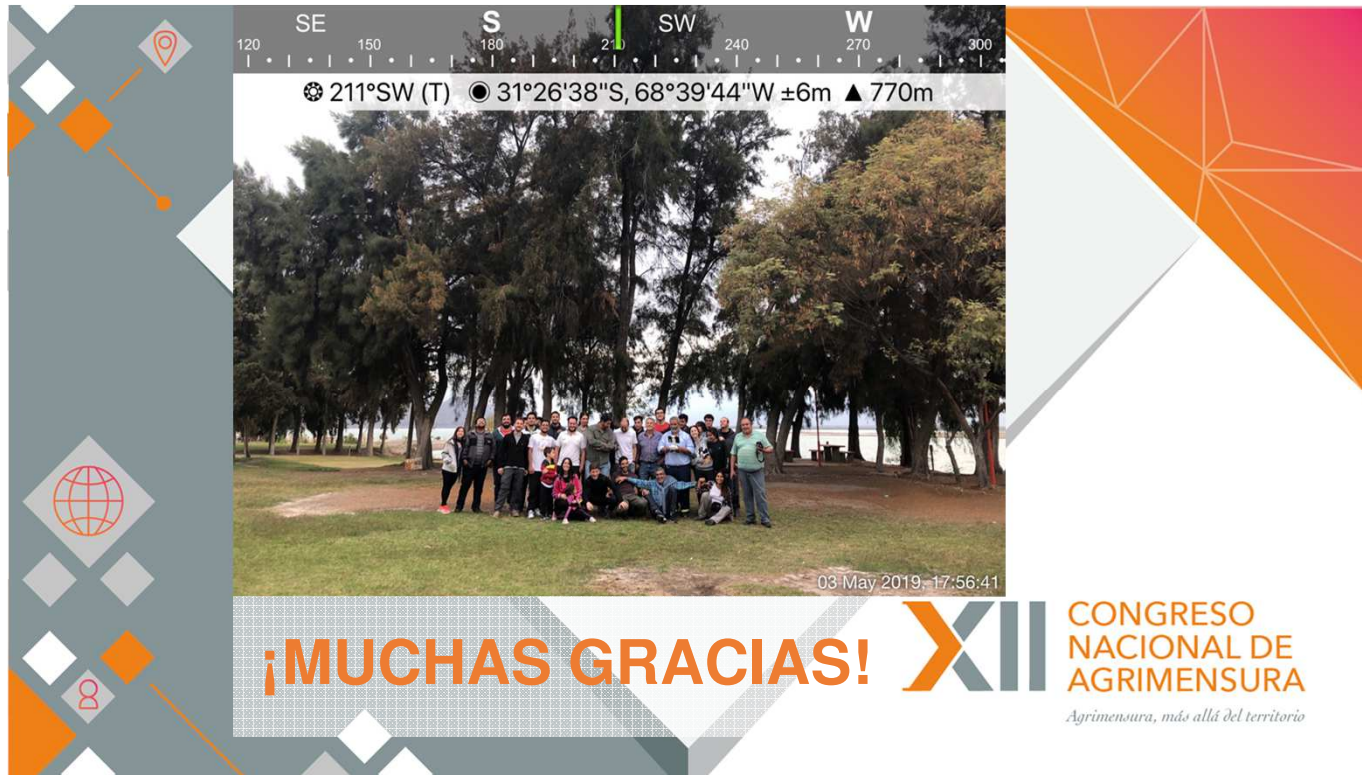 SE S SW W
120 150 180 210 240 270 300
211°SW (T) 31°26'38"S, 68°39'44"W ±6m ▲ 770m
03 May 2019, 17:56:41
¡MUCHAS GRACIAS!
XII
CONGRESO
NACIONAL DE
AGRIMENSURA
Agrimensura, más allá del territorio